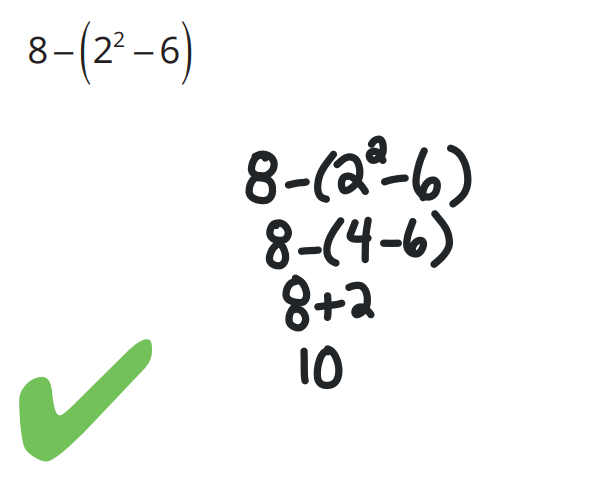 8 − (2² − 6)
8 − (2² − 6)
8 − (4 − 6)
8 + 2
10